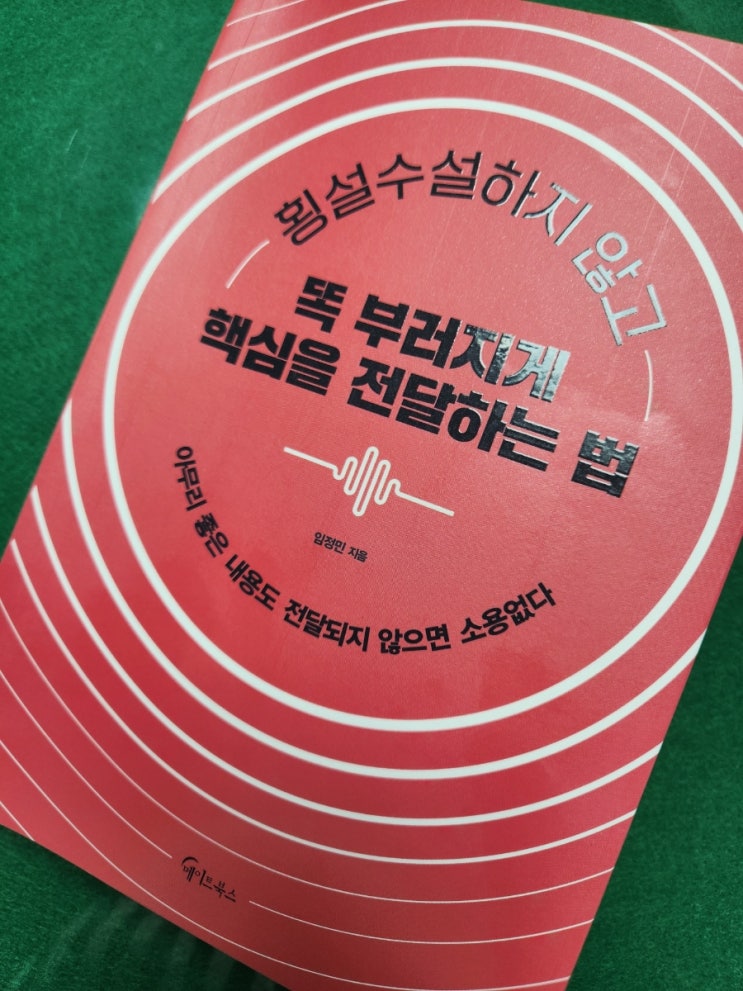 횡설수설하지 않고
똑 부러지게
핵심을 전달하는 법
임정민 지음
아무리 좋은 내용도 전달되지 않으면 소용없다
메이트북스